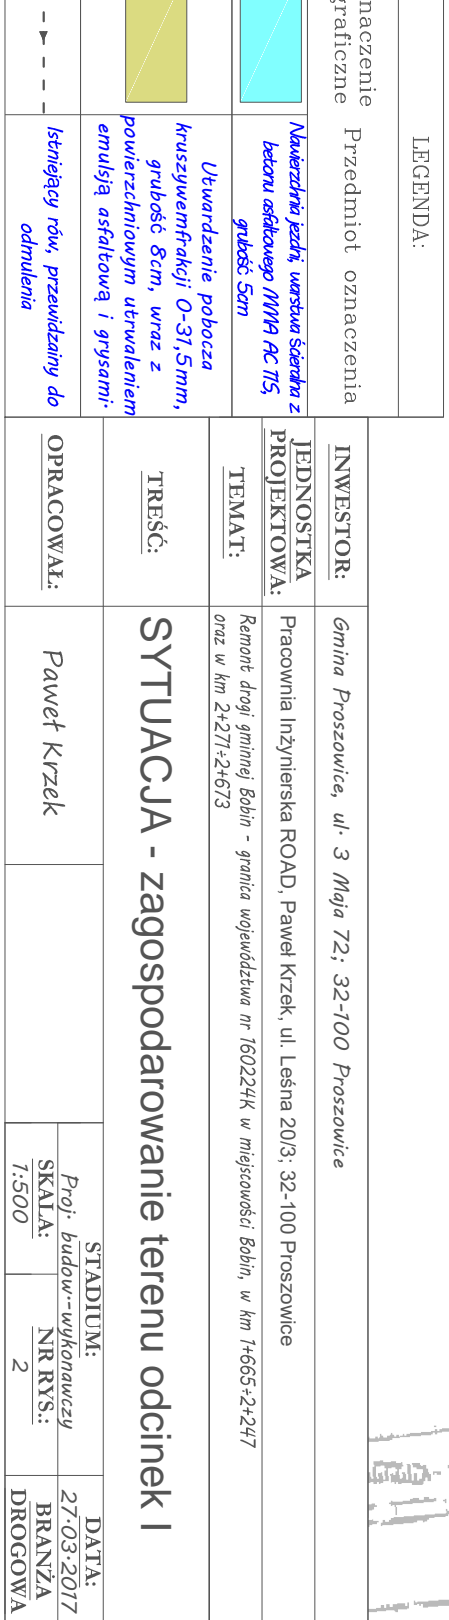 LEGENDA:
naczenie
graficzne
Przedmiot oznaczenia
Nawierzchnia jezdni, warstwa ścieralna z
betonu asfaltowego MMA AC 11S,
grubość 5cm
Utwardzenie pobocza
kruszywemfrakcji 0-31,5mm,
grubość 8cm, wraz z
powierzchniowym utrwaleniem
emulsją asfaltową i grysami.
Istniejący rów, przewidzainy do
odmulenia
INWESTOR: Gmina Proszowice, ul. 3 Maja 72; 32-100 Proszowice
JEDNOSTKA
PROJEKTOWA: Pracownia Inżynierska ROAD, Paweł Krzek, ul. Leśna 20/3; 32-100 Proszowice
TEMAT: Remont drogi gminnej Bobin - granica województwa nr 160224K w miejscowości Bobin, w km 1+665÷2+247
oraz w km 2+271÷2+673
TREŚĆ: SYTUACJA - zagospodarowanie terenu odcinek I
OPRACOWAŁ: Paweł Krzek
STADIUM:
Proj. budow.-wykonawczy
SKALA:
1:500
NR RYS.:
2
DATA:
27.03.2017
BRANŻA
DROGOWA